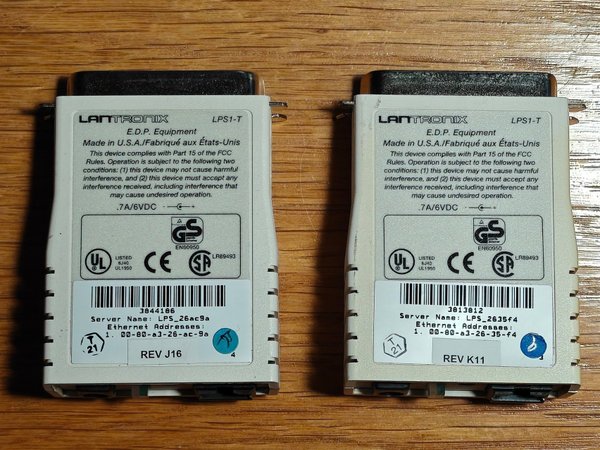 LANTRONIX LPS1-T
E.D.P. Equipment
Made in U.S.A./Fabriqué aux États-Unis
This device complies with Part 15 of the FCC
Rules. Operation is subject to the following two
conditions: (1) this device may not cause harmful
interference, and (2) this device must accept any
interference received, including interference that
may cause undesired operation.
.7A/6VDC - +
GS
EN60950
UL LISTED
6J40
UL1950
CE
SA
LR89493
3844186
Server Name: LPS_26ac9a
Ethernet Addresses:
1. 00-80-a3-26-ac-9a
T
21
REV J16
4
LANTRONIX LPS1-T
E.D.P. Equipment
Made in U.S.A./Fabriqué aux États-Unis
This device complies with Part 15 of the FCC
Rules. Operation is subject to the following two
conditions: (1) this device may not cause harmful
interference, and (2) this device must accept any
interference received, including interference that
may cause undesired operation.
.7A/6VDC - +
GS
EN60950
UL LISTED
6J40
UL1950
CE
SA
LR89493
3813812
Server Name: LPS_2635f4
Ethernet Addresses:
1. 00-80-a3-26-35-f4
T
21
REV K11